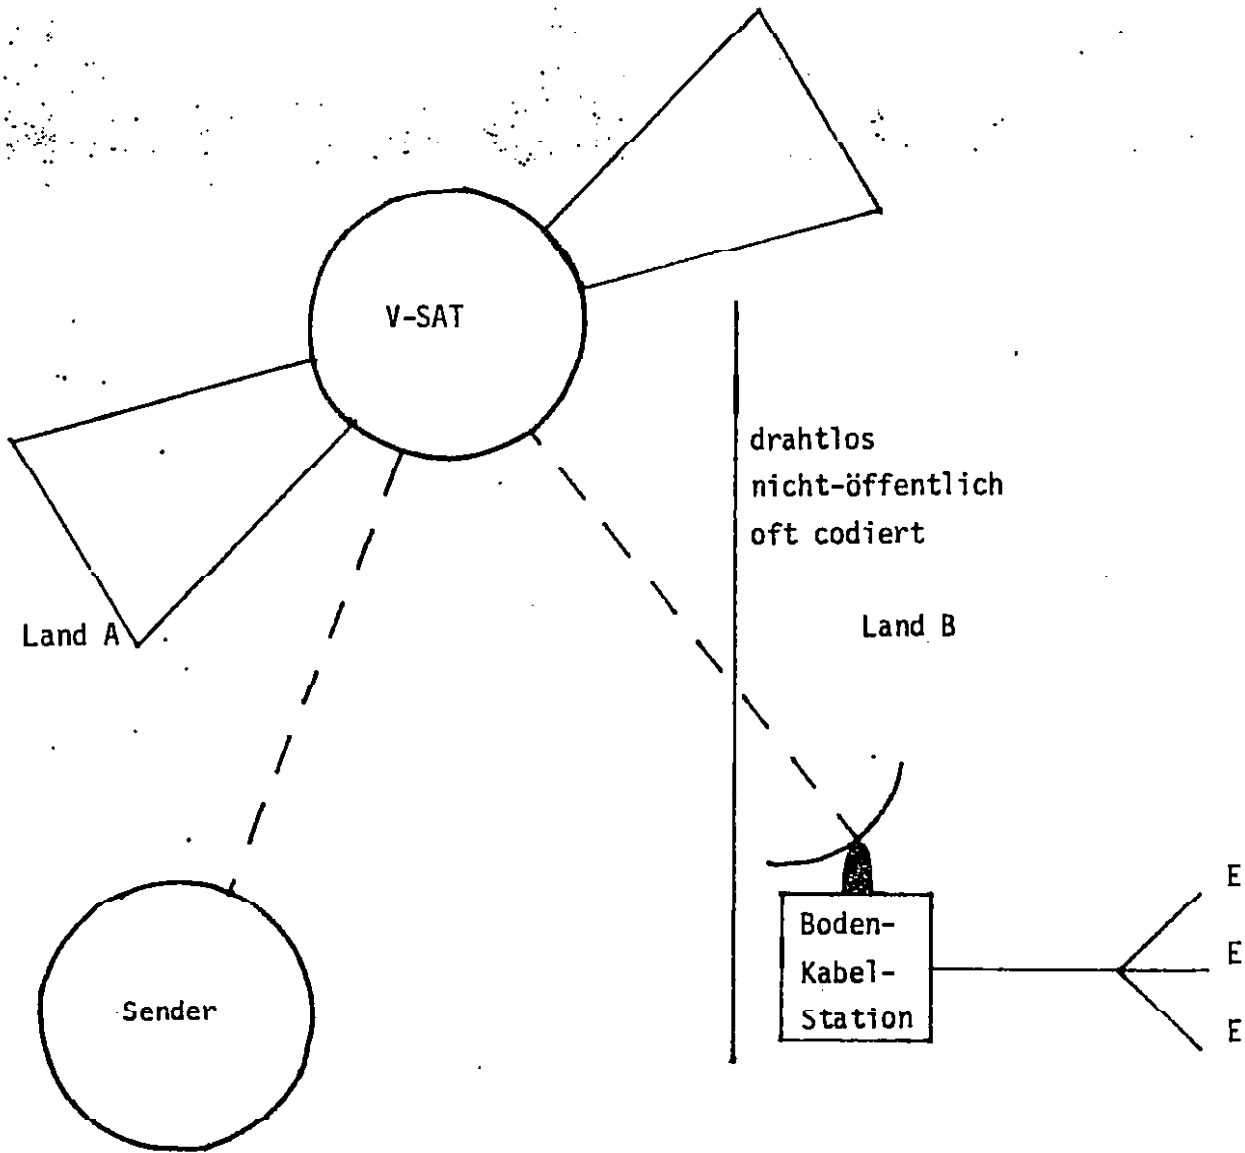 V-SAT
drahtlos
nicht-öffentlich
oft codiert
Land A
Land B
Sender
Boden-
Kabel-
Station
E
E
E